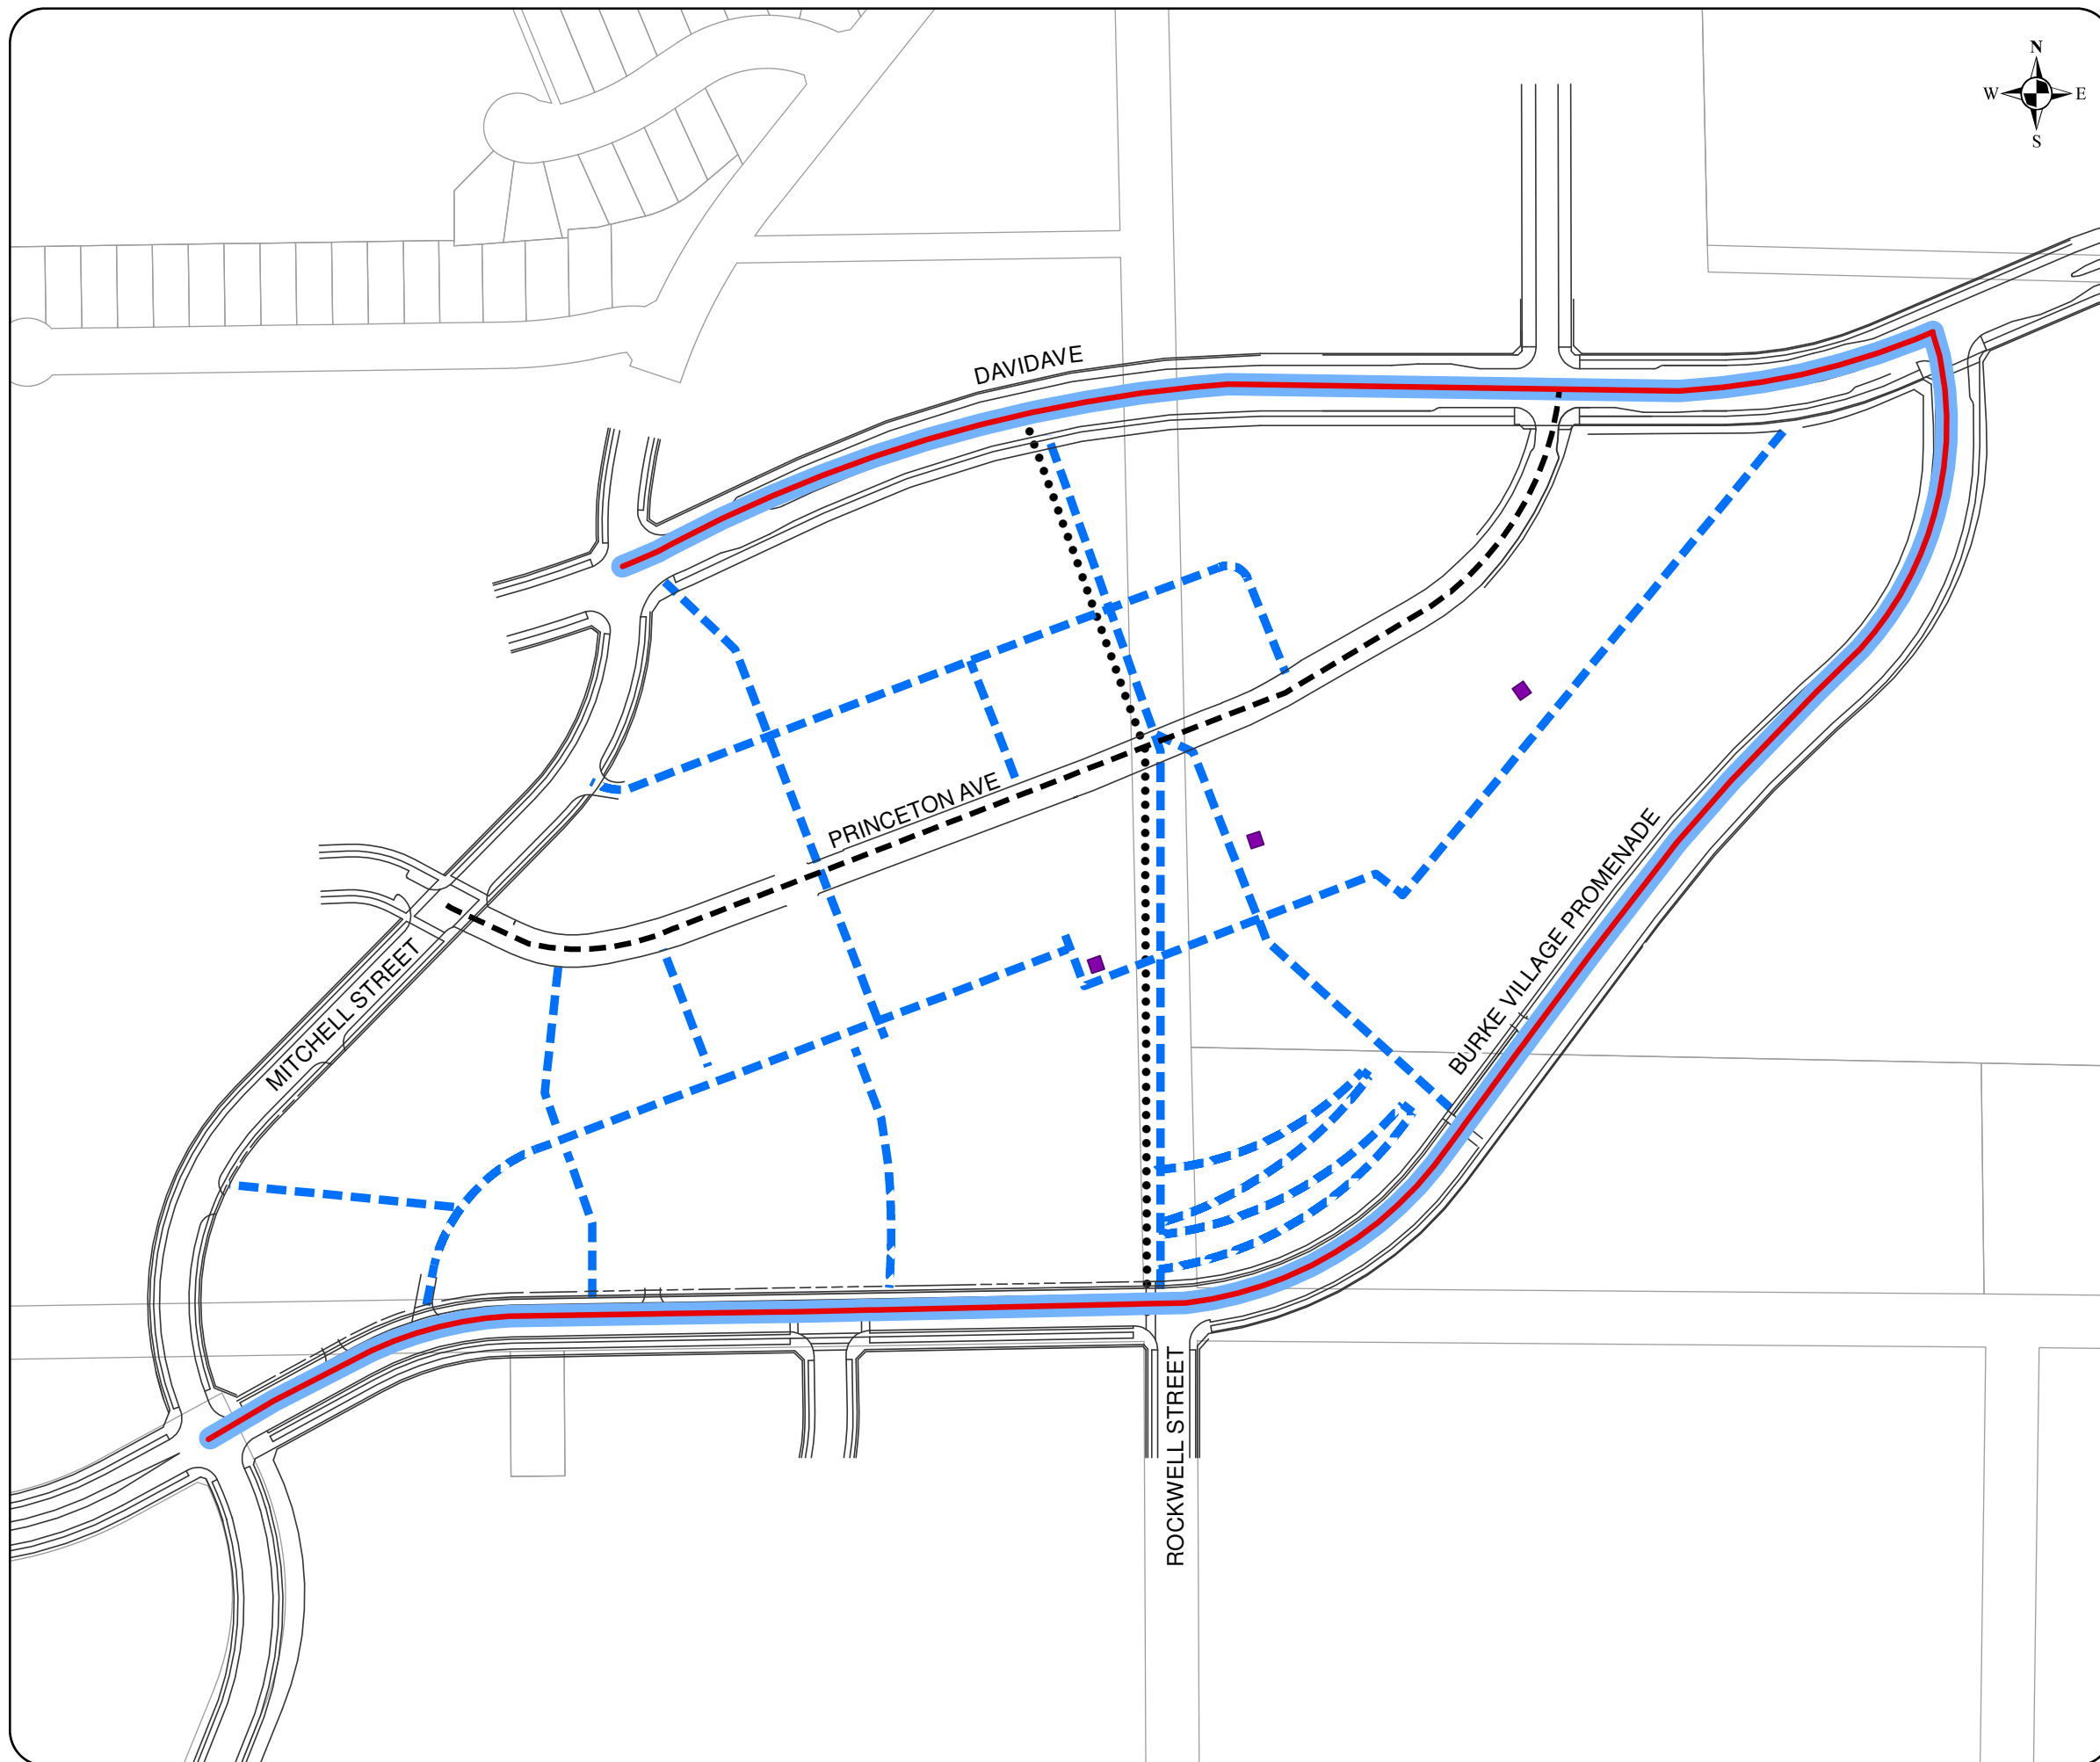 N
W E
S
DAVIDAVE
PRINCETON AVE
MITCHELL STREET
BURKE VILLAGE PROMENADE
ROCKWELL STREET